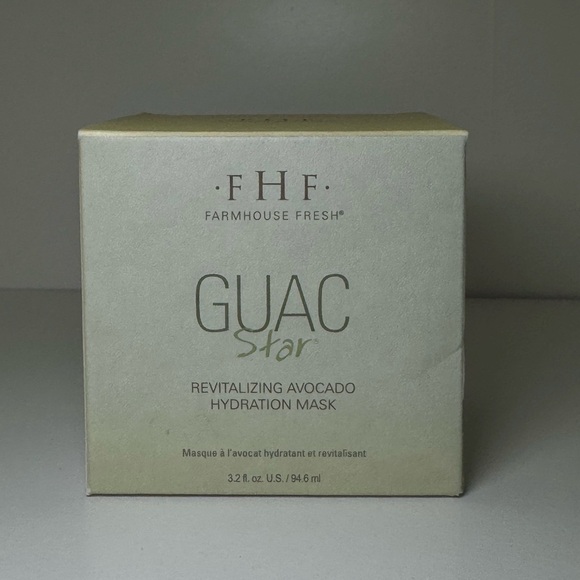 ·FHF·
FARMHOUSE FRESH®
GUAC
Star®
REVITALIZING AVOCADO
HYDRATION MASK
Masque à l'avocat hydratant et revitalisant
3.2 fl. oz. U.S. / 94.6 ml